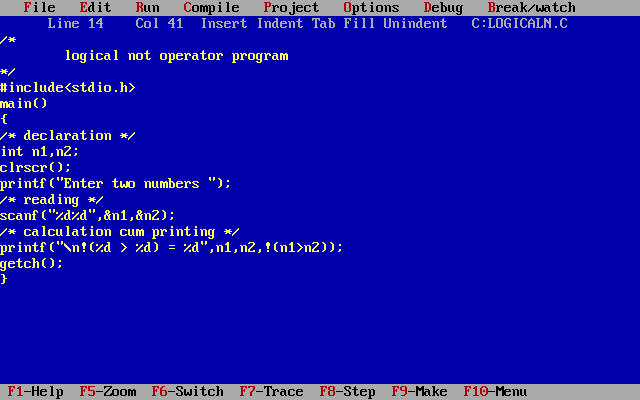 File Edit Run Compile Project Options Debug Break/watch
Line 14 Col 41 Insert Indent Tab Fill Unindent C:LOGICALN.C
/*
logical not operator program
*/
#include<stdio.h>
main()
{
/* declaration */
int n1,n2;
clrscr();
printf("Enter two numbers ");
/* reading */
scanf("%d%d",&n1,&n2);
/* calculation cum printing */
printf("\n!(%d > %d) = %d",n1,n2,!(n1>n2));
getch();
}
F1-Help F5-Zoom F6-Switch F7-Trace F8-Step F9-Make F10-Menu